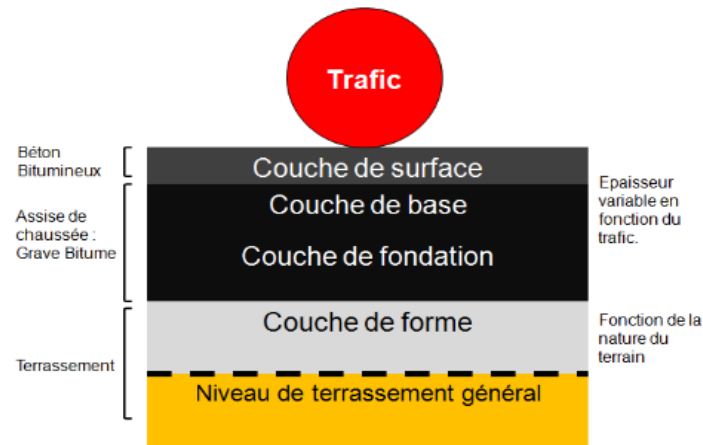 Trafic
Béton
Bitumineux
Couche de surface
Assise de
chaussée :
Grave Bitume
Couche de base
Couche de fondation
Epaisseur
variable en
fonction du
trafic.
Couche de forme
Fonction de la
nature du
terrain
Terrassement
Niveau de terrassement général